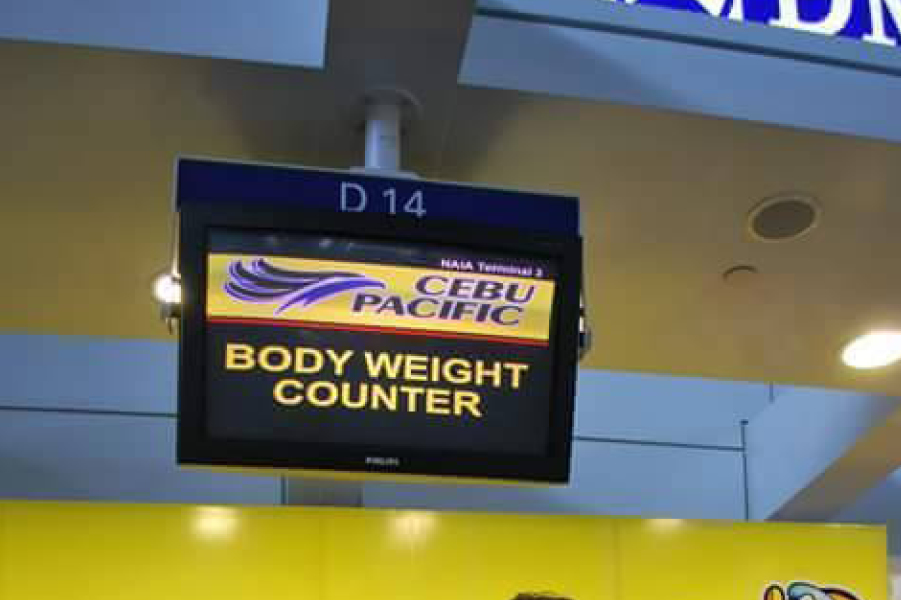 D 14
NAIA Terminal 3
CEBU
PACIFIC
BODY WEIGHT
COUNTER
PHILIPS